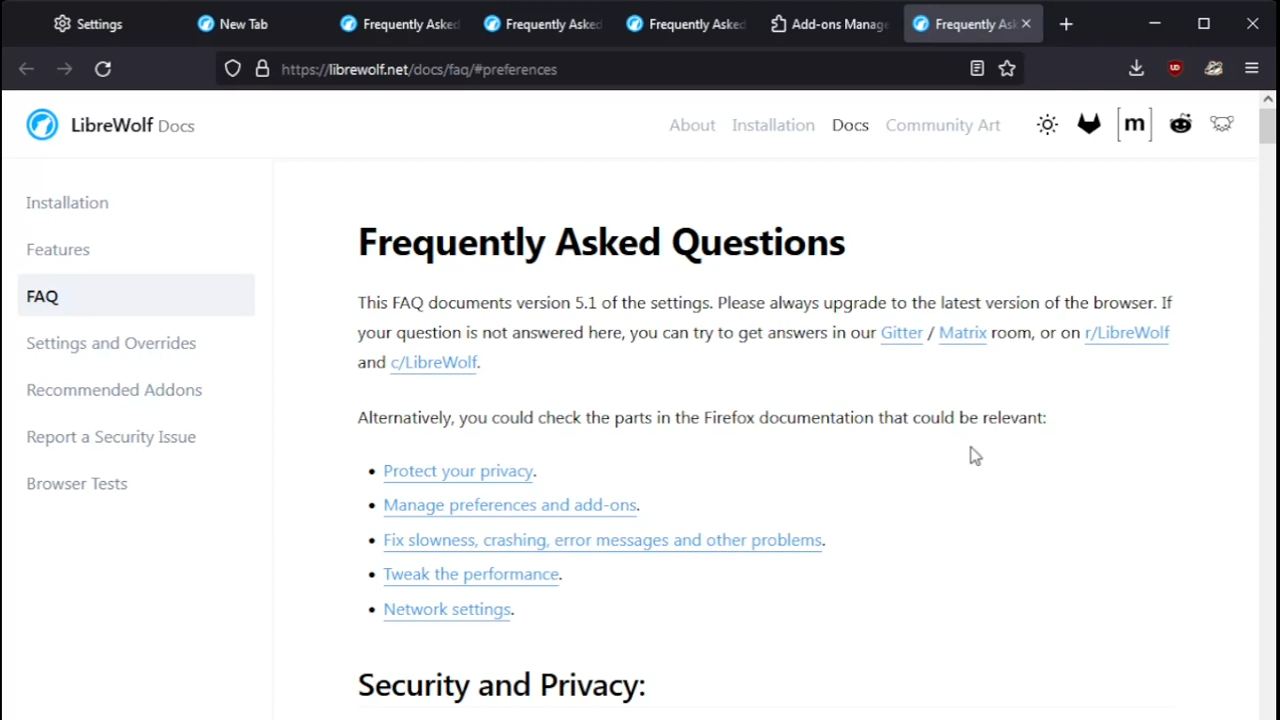 Settings
New Tab
Frequently Asked
Frequently Asked
Frequently Asked
Add-ons Manage
Frequently Ask
https://librewolf.net/docs/faq/#preferences
UD
LibreWolf Docs
About
Installation
Docs
Community Art
[m]
Installation
Features
FAQ
Settings and Overrides
Recommended Addons
Report a Security Issue
Browser Tests
Frequently Asked Questions
This FAQ documents version 5.1 of the settings. Please always upgrade to the latest version of the browser. If
your question is not answered here, you can try to get answers in our Gitter / Matrix room, or on r/LibreWolf
and c/LibreWolf.
Alternatively, you could check the parts in the Firefox documentation that could be relevant:
• Protect your privacy.
• Manage preferences and add-ons.
• Fix slowness, crashing, error messages and other problems.
• Tweak the performance.
• Network settings.
Security and Privacy: